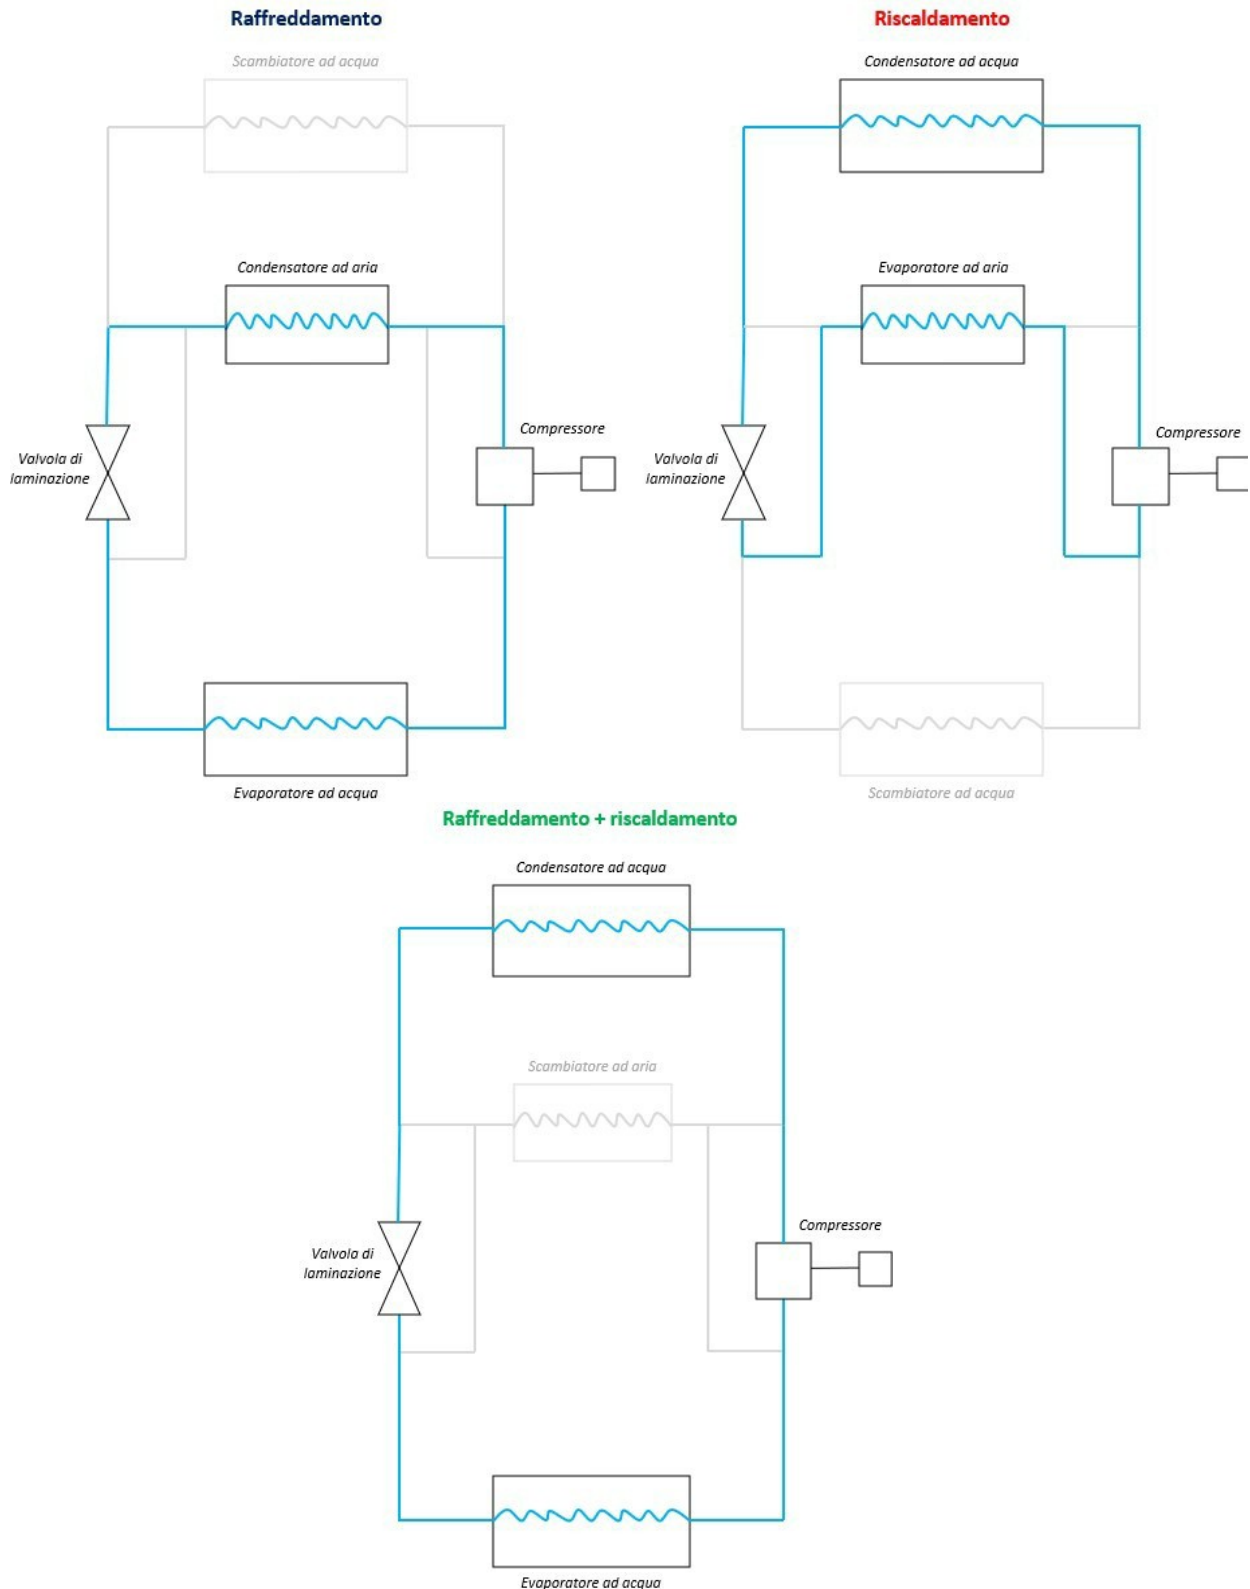 Raffreddamento
Riscaldamento
Scambiatore ad acqua
Condensatore ad acqua
Condensatore ad aria
Evaporatore ad aria
Compressore
Compressore
Valvola di
laminazione
Valvola di
laminazione
Evaporatore ad acqua
Scambiatore ad acqua
Raffreddamento + riscaldamento
Condensatore ad acqua
Scambiatore ad aria
Compressore
Valvola di
laminazione
Evaporatore ad acqua